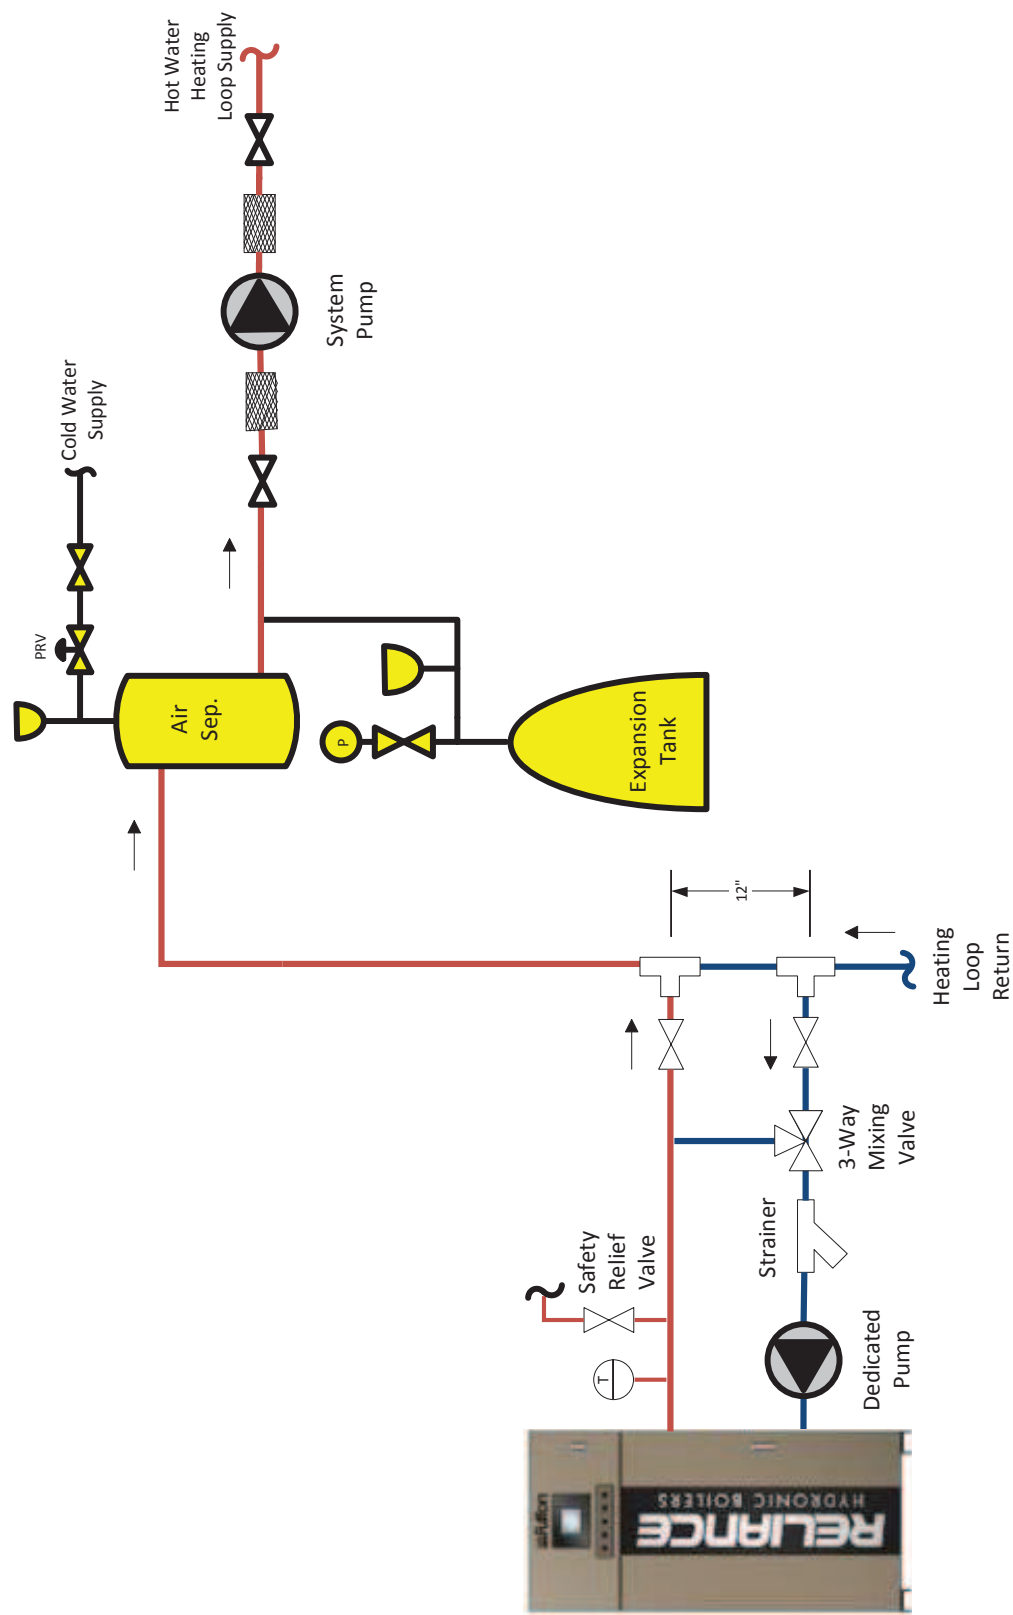 Hot Water
Heating
Loop Supply
System
Pump
Cold Water
Supply
PRV
Air
Sep.
P
Expansion
Tank
12"
Heating
Loop
Return
3-Way
Mixing
Valve
Strainer
Safety
Relief
Valve
T
Dedicated
Pump
Fulton
RELIANCE
HYDRONIC BOILERS